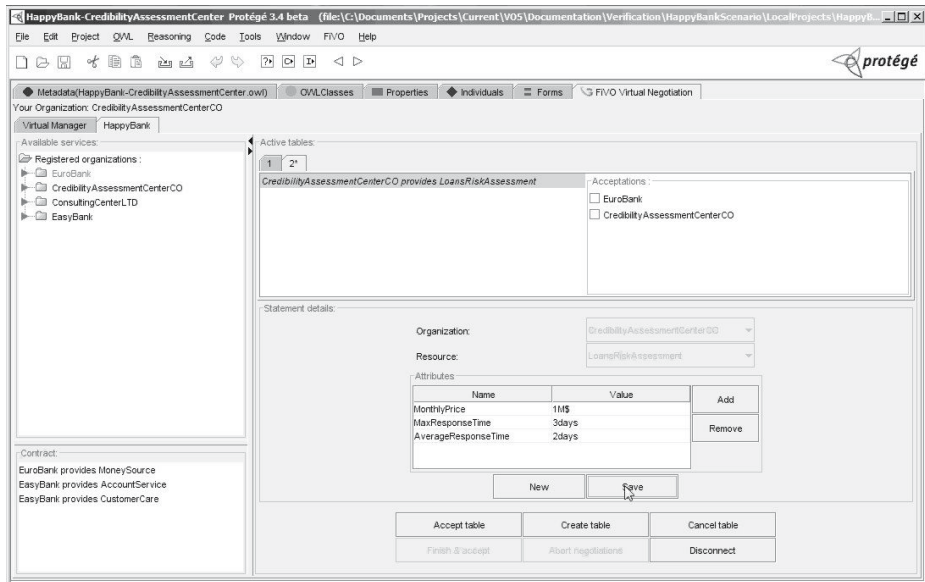 HappyBank-CredibilityAssessmentCenter Protégé 3.4 beta (file:\C:\Documents\Projects\Current\VO5\Documentation\Verification\HappyBankScenario\LocalProjects\HappyB...
File Edit Project OWL Reasoning Code Tools Window FiVO Help
protégé
Metadata(HappyBank-CredibilityAssessmentCenter.owl) OWLClasses Properties Individuals Forms FiVO Virtual Negotiation
Your Organization: CredibilityAssessmentCenterCO
Virtual Manager HappyBank
Available services:
Registered organizations :
EuroBank
CredibilityAssessmentCenterCO
ConsultingCenterLTD
EasyBank
Contract:
EuroBank provides MoneySource
EasyBank provides AccountService
EasyBank provides CustomerCare
Active tables:
1 2*
CredibilityAssessmentCenterCO provides LoansRiskAssessment
Acceptations :
EuroBank
CredibilityAssessmentCenterCO
Statement details:
Organization: CredibilityAssessmentCenterCO
Resource: LoansRiskAssessment
Attributes
Name Value
MonthlyPrice 1M$
MaxResponseTime 3days
AverageResponseTime 2days
Add
Remove
New Save
Accept table Create table Cancel table
Finish & accept Abort negotiations Disconnect